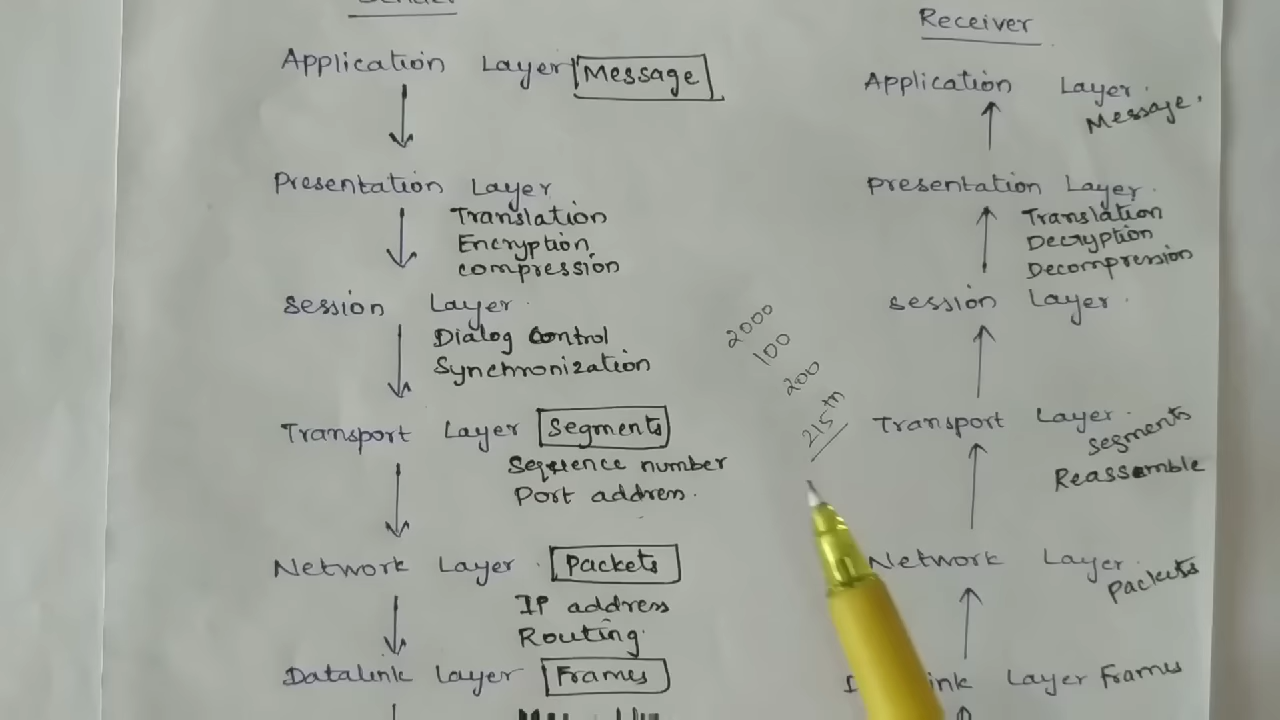 Sender
Application Layer Message
Presentation Layer
Translation
Encryption
compression
Session Layer
Dialog Control
Synchronization
Transport Layer Segments
Sequence number
Port address.
Network Layer Packets
IP address
Routing
Datalink Layer Frames
2000
100
200
215th
Receiver
Application Layer
Message
presentation Layer
Translation
Decryption
Decompression
session Layer
Transport Layer
segments
Reassemble
Network Layer
packets
Layer Frames